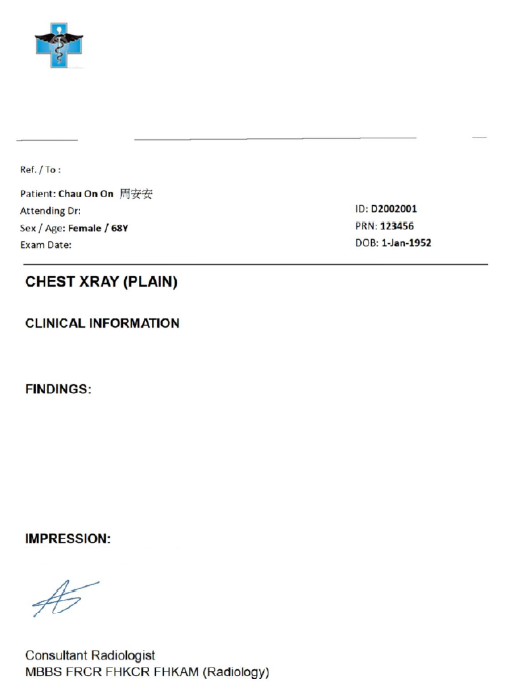 Ref. / To :
Patient: Chau On On 周安安
Attending Dr:
ID: D2002001
Sex / Age: Female / 68Y
PRN: 123456
Exam Date:
DOB: 1-Jan-1952
CHEST XRAY (PLAIN)
CLINICAL INFORMATION
FINDINGS:
IMPRESSION:
Consultant Radiologist
MBBS FRCR FHKCR FHKAM (Radiology)